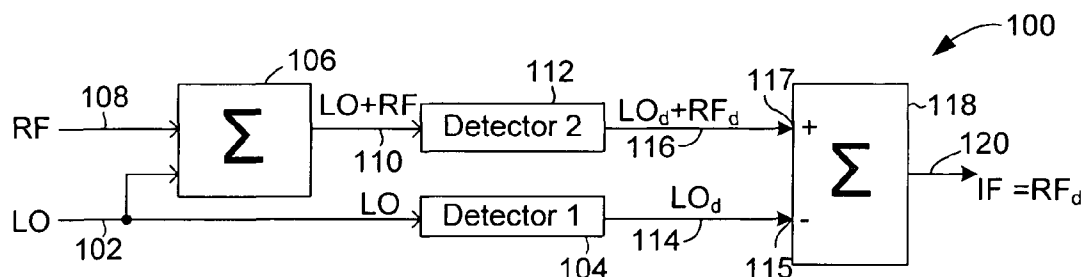 100
106
Σ
108
RF
LO+RF
110
112
Detector 2
LO_d+RF_d
116
117
+
118
Σ
120
IF =RF_d
LO
102
LO
Detector 1
104
LO_d
114
-
115